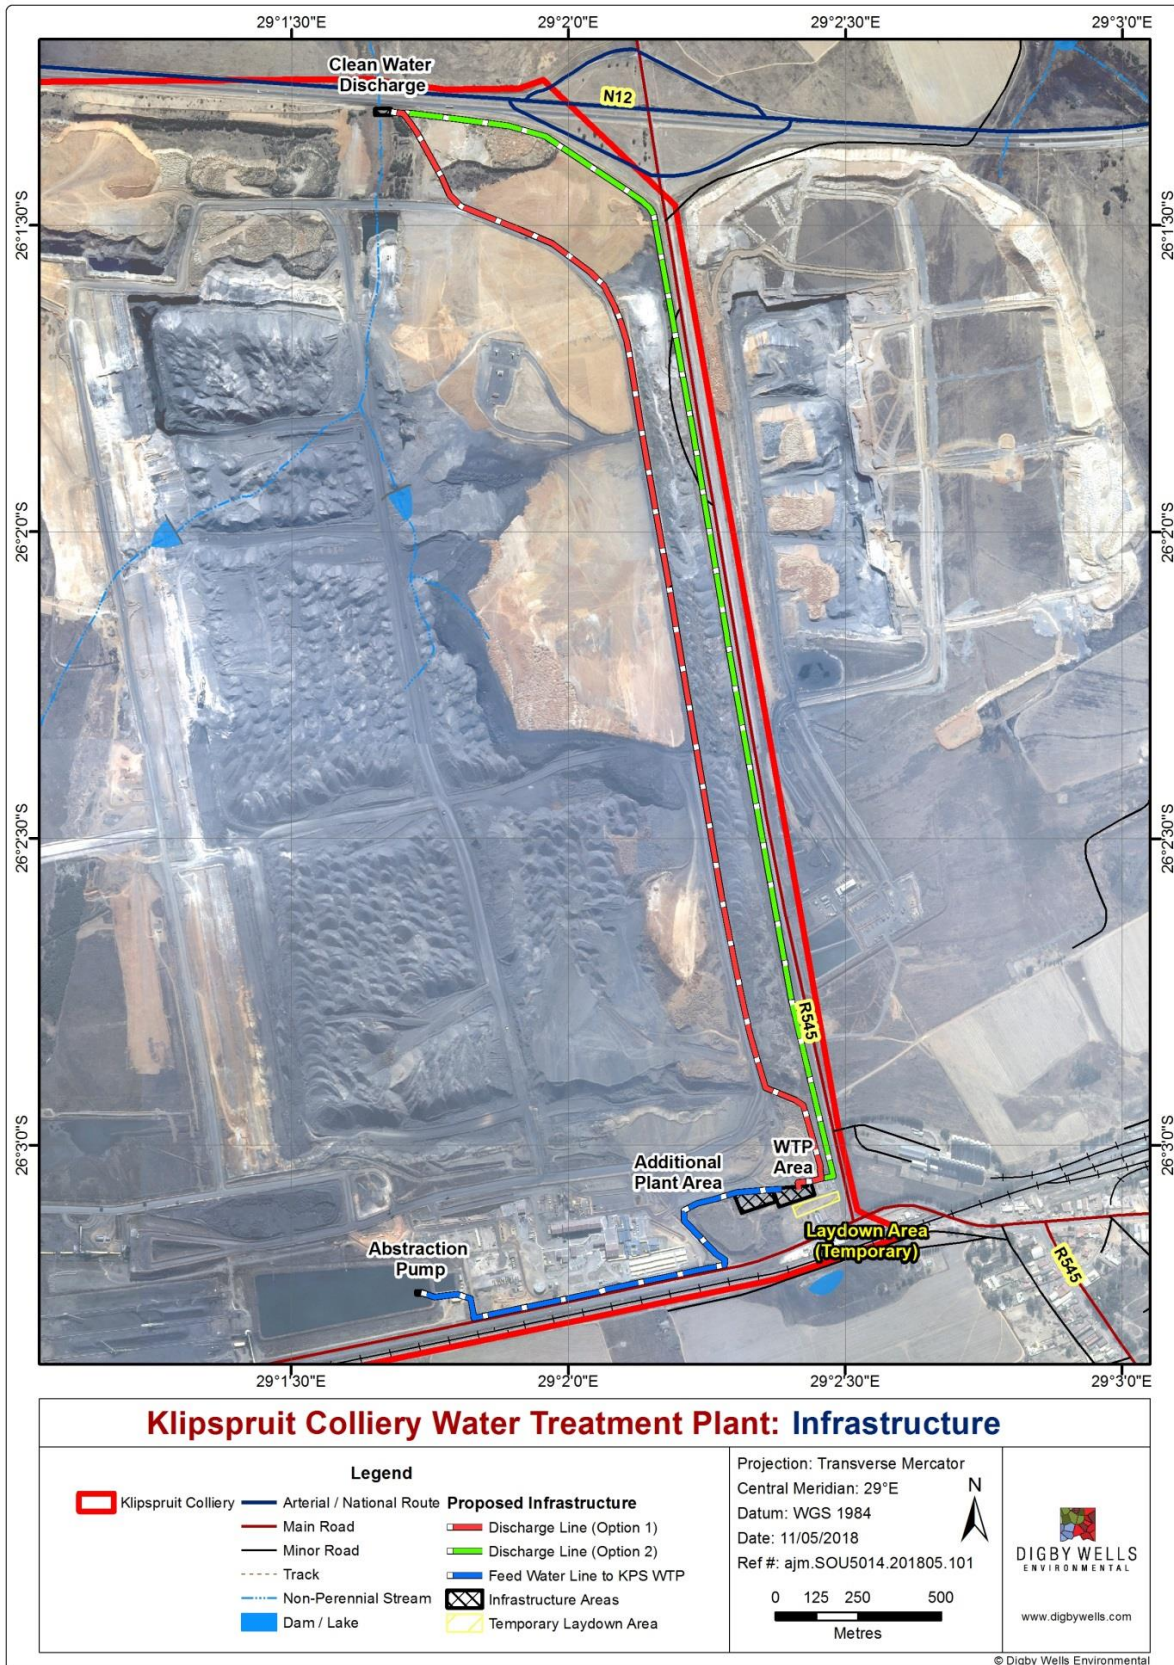 29°1'30"E
29°2'0"E
29°2'30"E
29°3'0"E
Clean Water
Discharge
N12
26°1'30"S
26°1'30"S
26°2'0"S
26°2'0"S
26°2'30"S
26°2'30"S
R545
26°3'0"S
26°3'0"S
WTP
Area
Additional
Plant Area
Laydown Area
(Temporary)
Abstraction
Pump
R545
29°1'30"E
29°2'0"E
29°2'30"E
29°3'0"E
Klipspruit Colliery Water Treatment Plant: Infrastructure
Legend
Klipspruit Colliery
Arterial / National Route
Main Road
Minor Road
Track
Non-Perennial Stream
Dam / Lake
Proposed Infrastructure
Discharge Line (Option 1)
Discharge Line (Option 2)
Feed Water Line to KPS WTP
Infrastructure Areas
Temporary Laydown Area
Projection: Transverse Mercator
Central Meridian: 29°E
Datum: WGS 1984
Date: 11/05/2018
Ref #: ajm.SOU5014.201805.101
N
0 125 250 500
Metres
DIGBY WELLS
ENVIRONMENTAL
www.digbywells.com
© Digby Wells Environmental